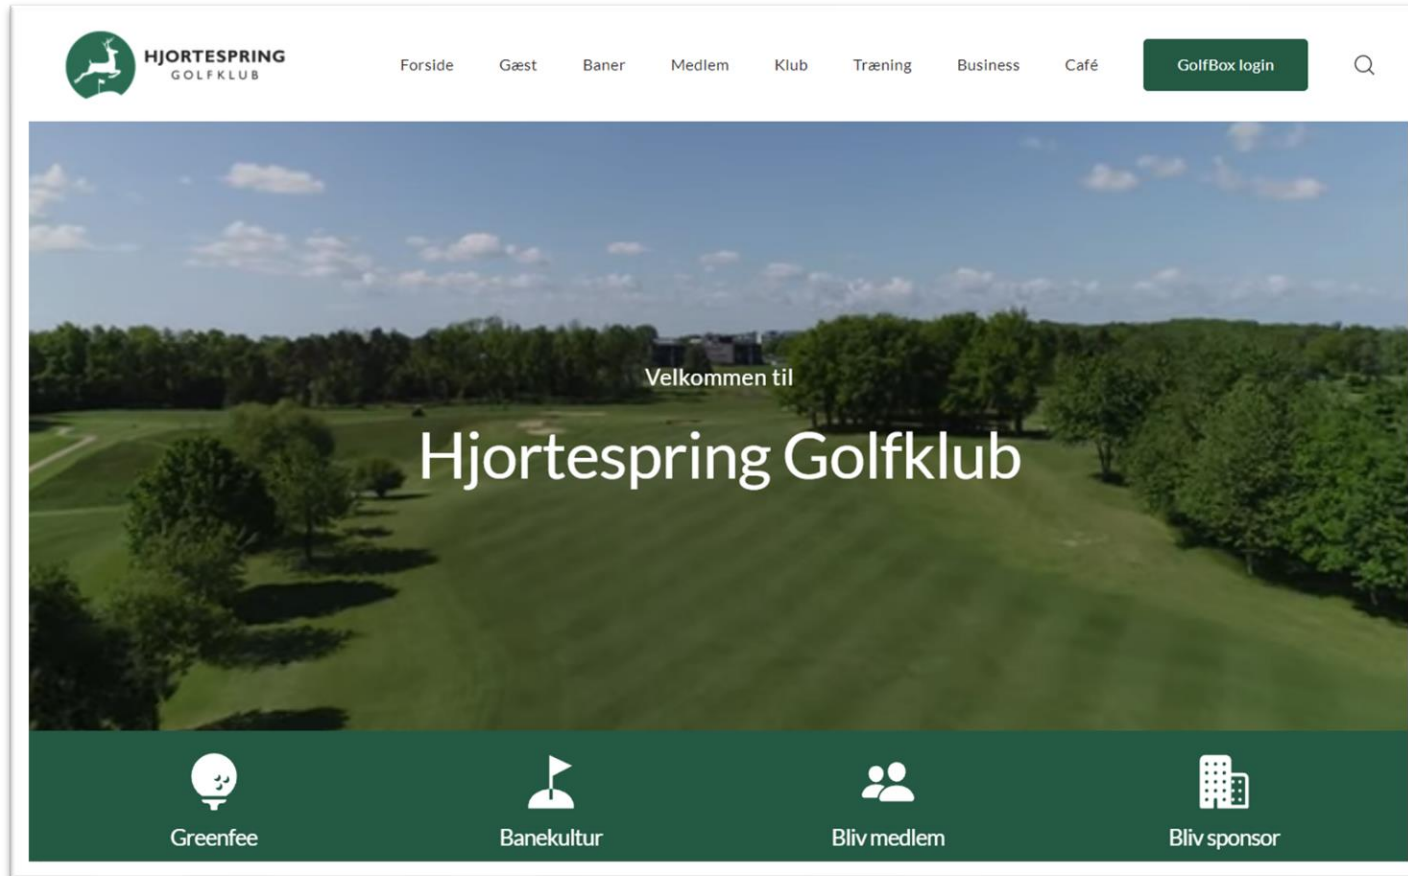 HJORTESPRING
GOLFKLUB
Forside Gæst Baner Medlem Klub Træning Business Café GolfBox login
Velkommen til
Hjortespring Golfklub
Greenfee Banekultur Bliv medlem Bliv sponsor